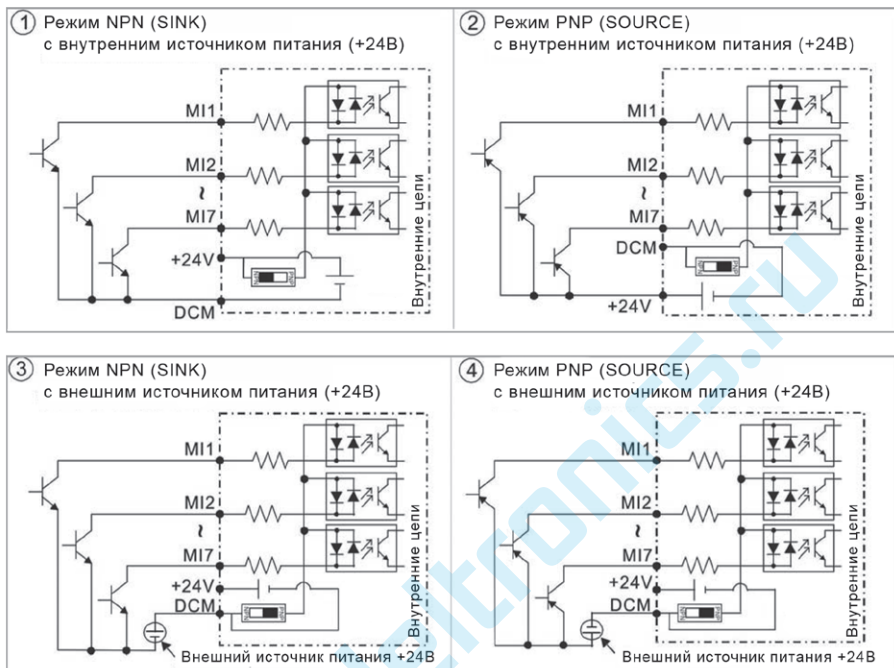 1 Режим NPN (SINK)
с внутренним источником питания (+24В)
MI1
MI2
~
MI7
+24V
DCM
Внутренние цепи
2 Режим PNP (SOURCE)
с внутренним источником питания (+24В)
MI1
MI2
~
MI7
DCM
+24V
Внутренние цепи
3 Режим NPN (SINK)
с внешним источником питания (+24В)
MI1
MI2
~
MI7
+24V
DCM
Внешний источник питания +24В
Внутренние цепи
4 Режим PNP (SOURCE)
с внешним источником питания (+24В)
MI1
MI2
~
MI7
+24V
DCM
Внешний источник питания +24В
Внутренние цепи